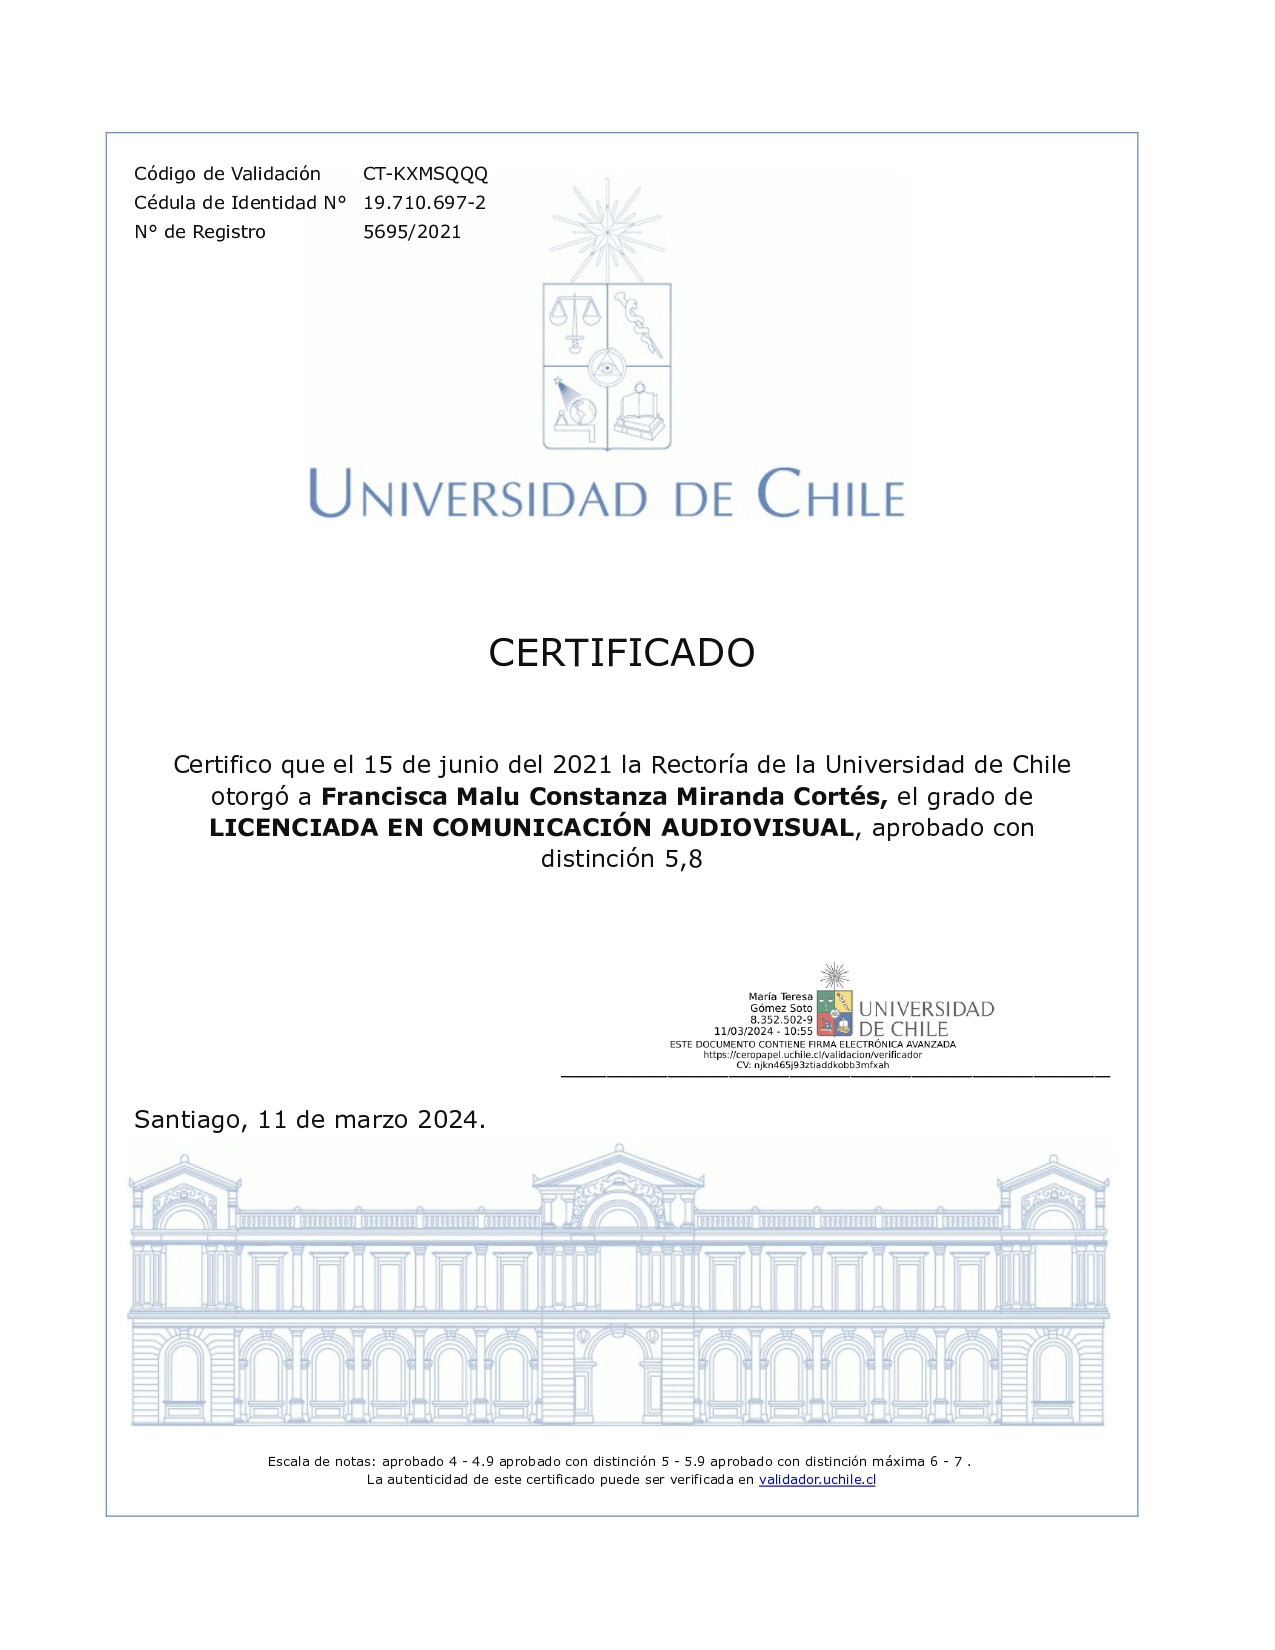 Código de Validación CT-KXMSQQQ
Cédula de Identidad N° 19.710.697-2
N° de Registro 5695/2021
UNIVERSIDAD DE CHILE
CERTIFICADO
Certifico que el 15 de junio del 2021 la Rectoría de la Universidad de Chile
otorgó a Francisca Malu Constanza Miranda Cortés, el grado de
LICENCIADA EN COMUNICACIÓN AUDIOVISUAL, aprobado con
distinción 5,8
María Teresa
Gómez Soto
8.352.502-9
11/03/2024 - 10:55
UNIVERSIDAD
DE CHILE
ESTE DOCUMENTO CONTIENE FIRMA ELECTRÓNICA AVANZADA
https://ceropapel.uchile.cl/validacion/verificador
CV: njkn465j93ztiaddkobb3mfxah
Santiago, 11 de marzo 2024.
Escala de notas: aprobado 4 - 4.9 aprobado con distinción 5 - 5.9 aprobado con distinción máxima 6 - 7 .
La autenticidad de este certificado puede ser verificada en validador.uchile.cl